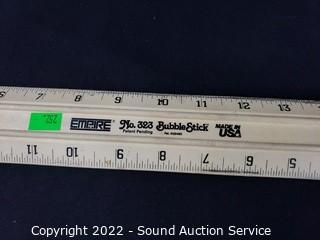 6 7 8 9 10 11 12 13
EMPIRE No. 323 BubbleStick MADE IN USA
Patent Pending
11 10 9 8 7 6 5
Copyright 2022 - Sound Auction Service